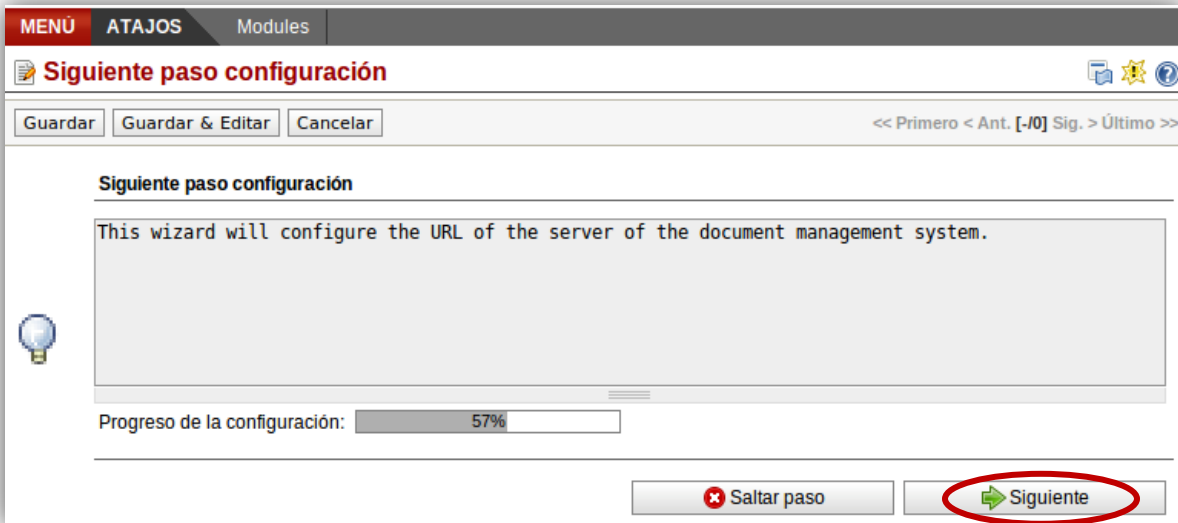 MENÚ ATAJOS Modules
Siguiente paso configuración
Guardar Guardar & Editar Cancelar << Primero < Ant. [-/0] Sig. > Último >>
Siguiente paso configuración
This wizard will configure the URL of the server of the document management system.
Progreso de la configuración: 57%
Saltar paso Siguiente